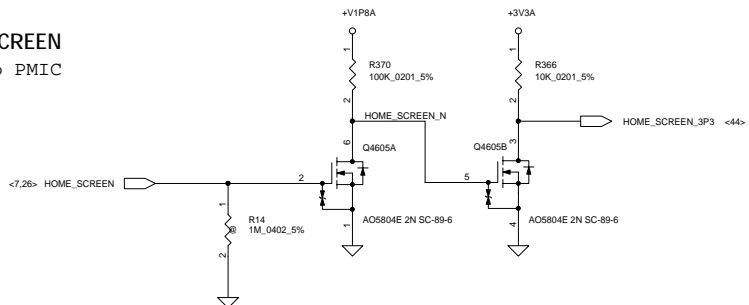 CREEN
PMIC
+V1P8A
+3V3A
1
1
R370
100K_0201_5%
R366
10K_0201_5%
2
2
HOME_SCREEN_N
HOME_SCREEN_3P3 <44>
6
3
Q4605A
Q4605B
<7,26> HOME_SCREEN
2
5
1
R14
1M_0402_5%
@
2
1
AO5804E 2N SC-89-6
4
AO5804E 2N SC-89-6